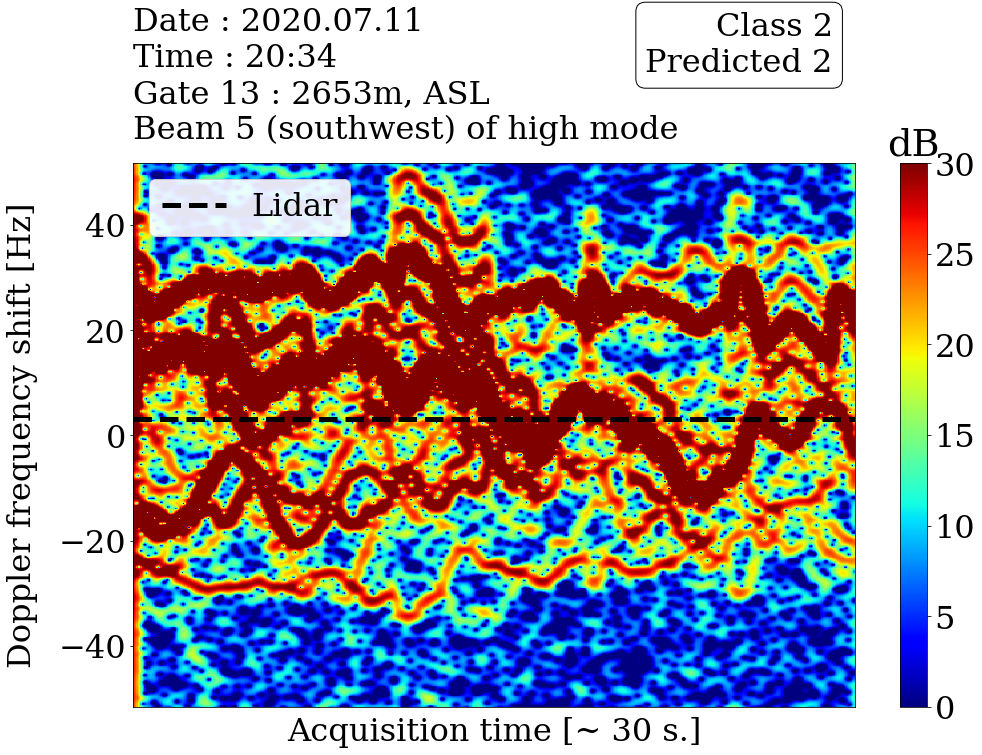 Date : 2020.07.11
Time : 20:34
Gate 13 : 2653m, ASL
Beam 5 (southwest) of high mode
Class 2
Predicted 2
dB
Lidar
Doppler frequency shift [Hz]
40
20
0
−20
−40
30
25
20
15
10
5
0
Acquisition time [~ 30 s.]